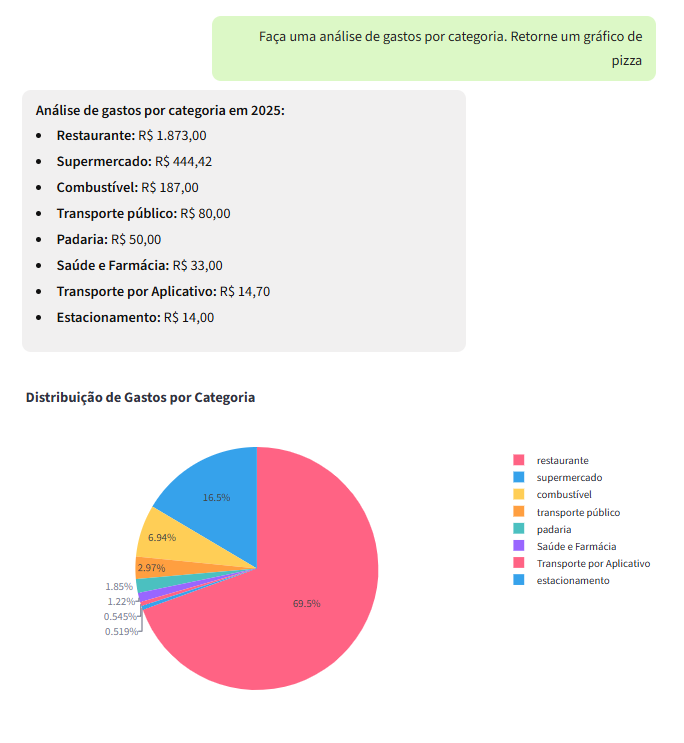 Faça uma análise de gastos por categoria. Retorne um gráfico de
pizza
Análise de gastos por categoria em 2025:
Restaurante: R$ 1.873,00
Supermercado: R$ 444,42
Combustível: R$ 187,00
Transporte público: R$ 80,00
Padaria: R$ 50,00
Saúde e Farmácia: R$ 33,00
Transporte por Aplicativo: R$ 14,70
Estacionamento: R$ 14,00
Distribuição de Gastos por Categoria
16.5%
6.94%
2.97%
1.85%
1.22%
0.545%
0.519%
69.5%
restaurante
supermercado
combustível
transporte público
padaria
Saúde e Farmácia
Transporte por Aplicativo
estacionamento